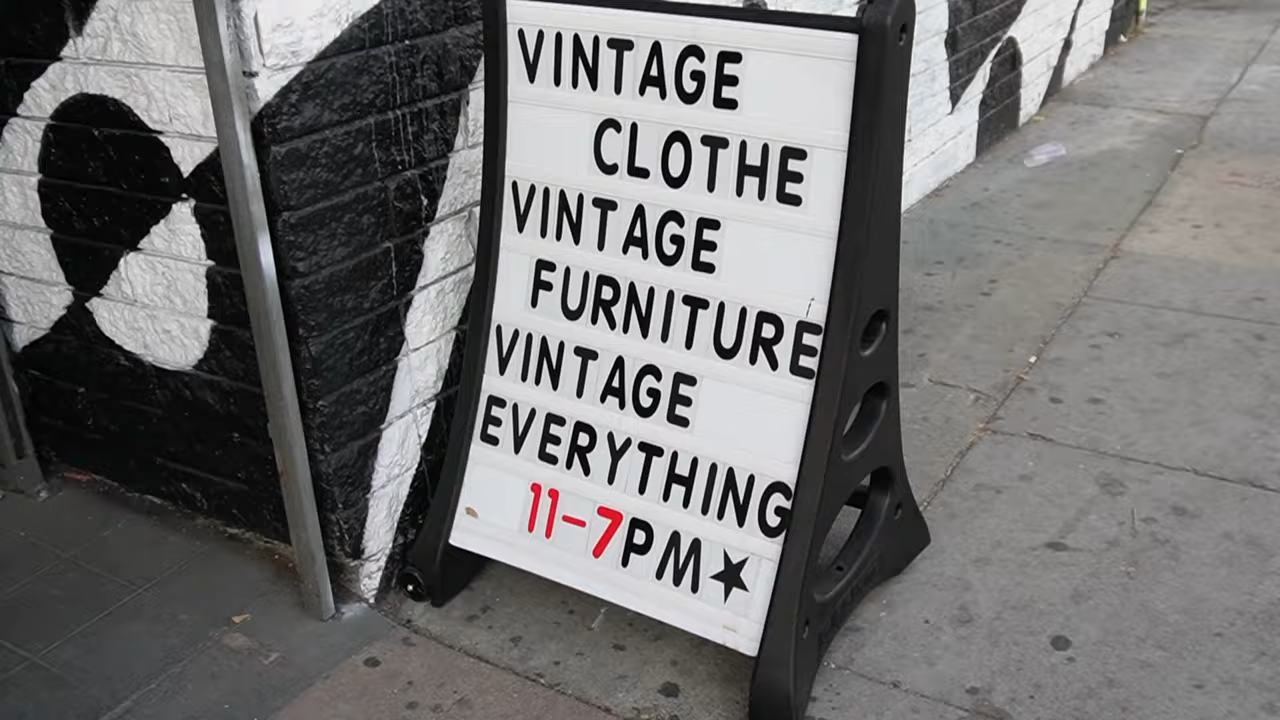 VINTAGE
CLOTHE
VINTAGE
FURNITURE
VINTAGE
EVERYTHING
11-7PM★